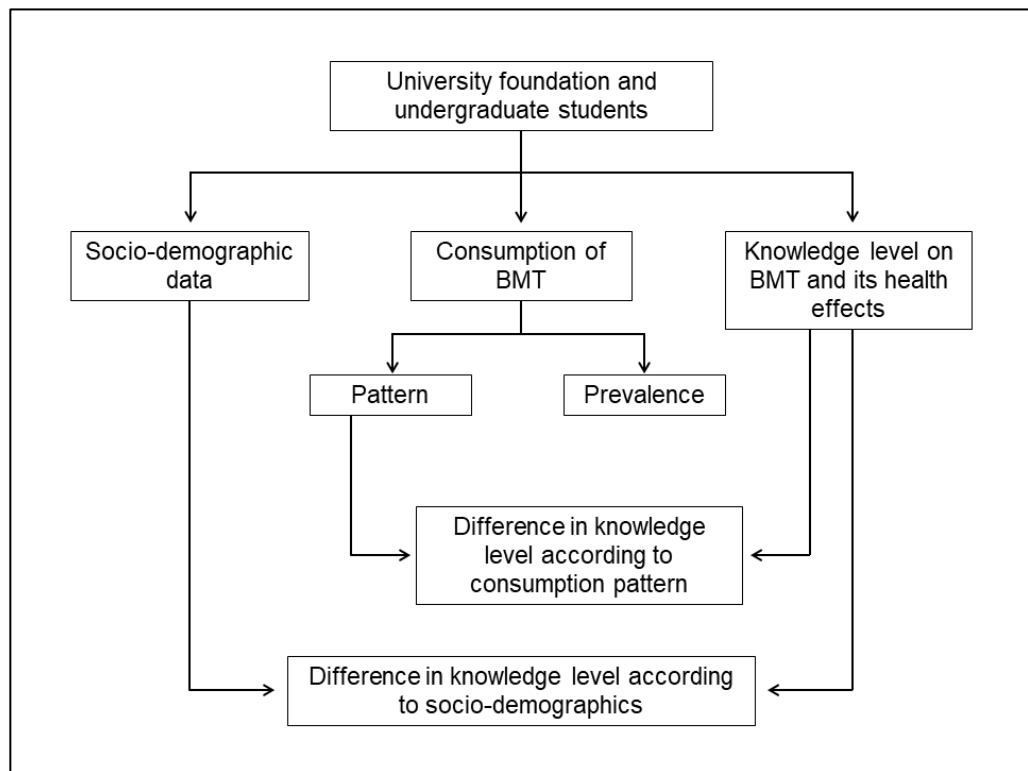 University foundation and
undergraduate students
Socio-demographic
data
Consumption of
BMT
Knowledge level on
BMT and its health
effects
Pattern
Prevalence
Difference in knowledge
level according to
consumption pattern
Difference in knowledge level according
to socio-demographics